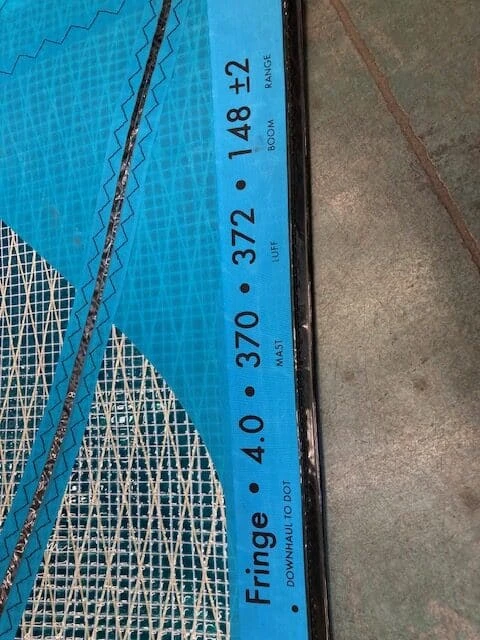 Fringe • 4.0 • 370 • 372 • 148 ±2
• DOWNHAUL TO DOT MAST LUFF BOOM RANGE